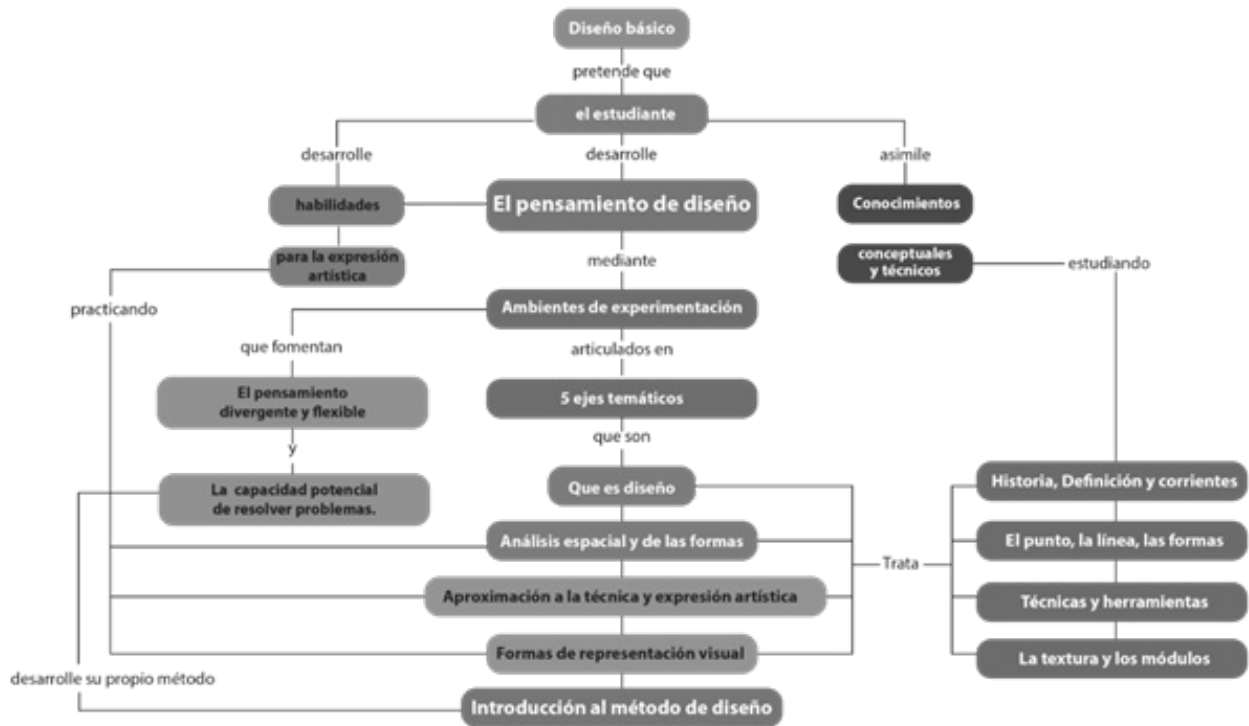 Diseño básico
pretende que
el estudiante
desarrolle
desarrolle
asimile
habilidades
El pensamiento de diseño
Conocimientos
para la expresión
artística
mediante
conceptuales
y técnicos
estudiando
practicando
Ambientes de experimentación
que fomentan
articulados en
El pensamiento
divergente y flexible
5 ejes temáticos
y
que son
La capacidad potencial
de resolver problemas.
Que es diseño
Historia, Definición y corrientes
Análisis espacial y de las formas
El punto, la línea, las formas
Trata
Aproximación a la técnica y expresión artística
Técnicas y herramientas
Formas de representación visual
La textura y los módulos
desarrolle su propio método
Introducción al método de diseño